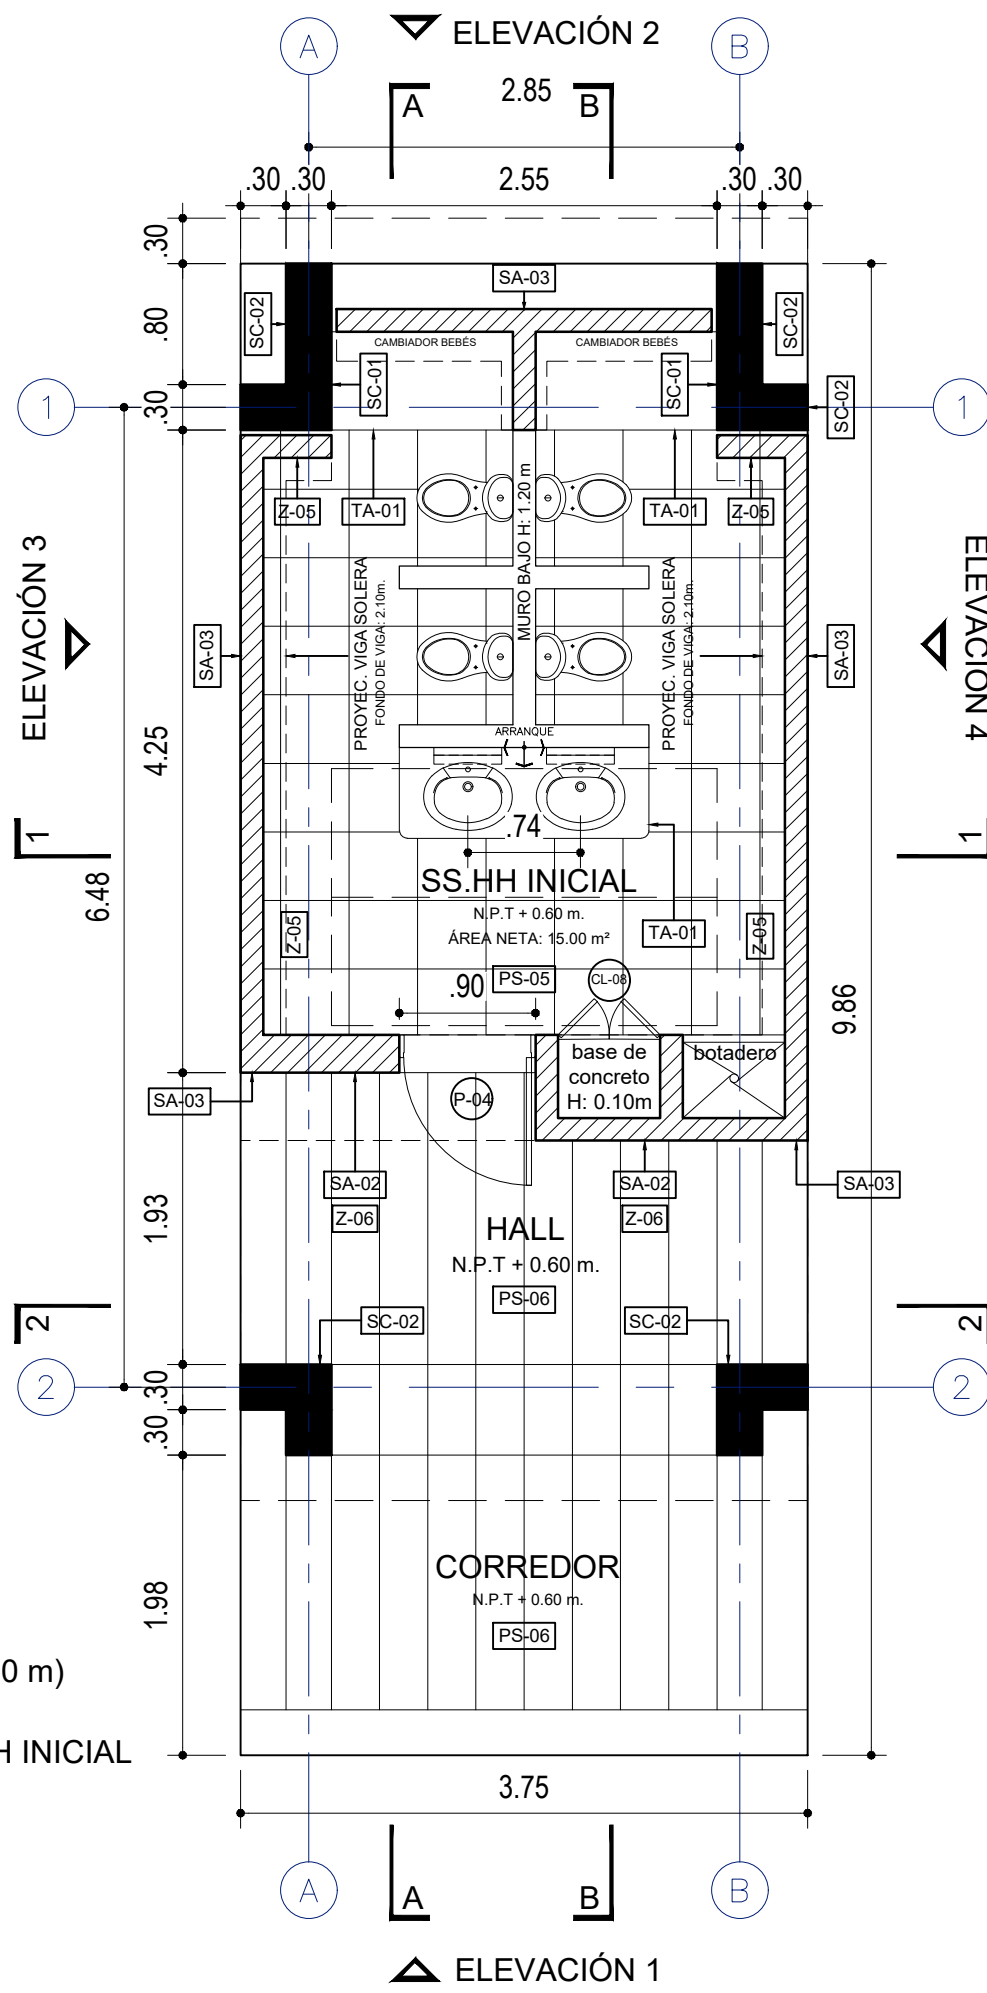 ELEVACIÓN 2
A
B
A
2.85
B
.30
.30
2.55
.30
.30
.30
.80
.30
SC-02
SA-03
SC-02
CAMBIADOR BEBÉS
CAMBIADOR BEBÉS
SC-01
SC-01
SC-02
1
1
Z-05
TA-01
TA-01
Z-05
MURO BAJO H: 1.20 m
ELEVACIÓN 3
ELEVACIÓN 4
SA-03
PROYEC. VIGA SOLERA
FONDO DE VIGA: 2.10m.
PROYEC. VIGA SOLERA
FONDO DE VIGA: 2.10m.
SA-03
4.25
ARRANQUE
.74
1
1
6.48
SS.HH INICIAL
N.P.T + 0.60 m.
ÁREA NETA: 15.00 m²
Z-05
TA-01
Z-05
.90
PS-05
CL-08
9.86
base de
concreto
H: 0.10m
botadero
SA-03
P-04
SA-02
Z-06
SA-02
Z-06
SA-03
1.93
HALL
N.P.T + 0.60 m.
PS-06
2
SC-02
SC-02
2
2
2
.30
.30
CORREDOR
N.P.T + 0.60 m.
PS-06
1.98
0 m)
H INICIAL
3.75
A
A
B
B
ELEVACIÓN 1